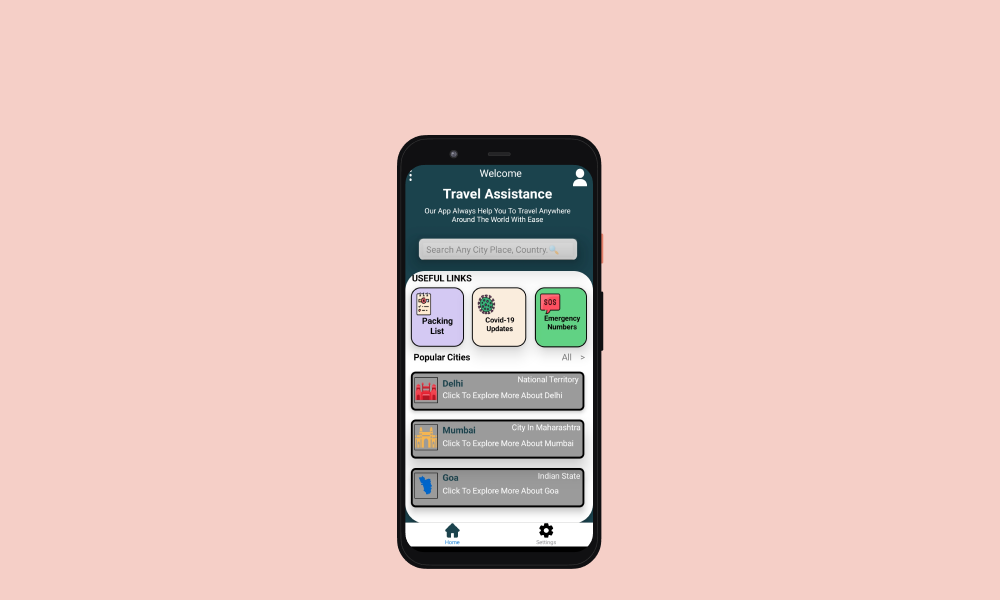 Welcome
Travel Assistance
Our App Always Help You To Travel Anywhere
Around The World With Ease
Search Any City Place, Country.
USEFUL LINKS
Packing
List
Covid-19
Updates
SOS
Emergency
Numbers
Popular Cities
All >
Delhi
National Territory
Click To Explore More About Delhi
Mumbai
City In Maharashtra
Click To Explore More About Mumbai
Goa
Indian State
Click To Explore More About Goa
Home
Settings